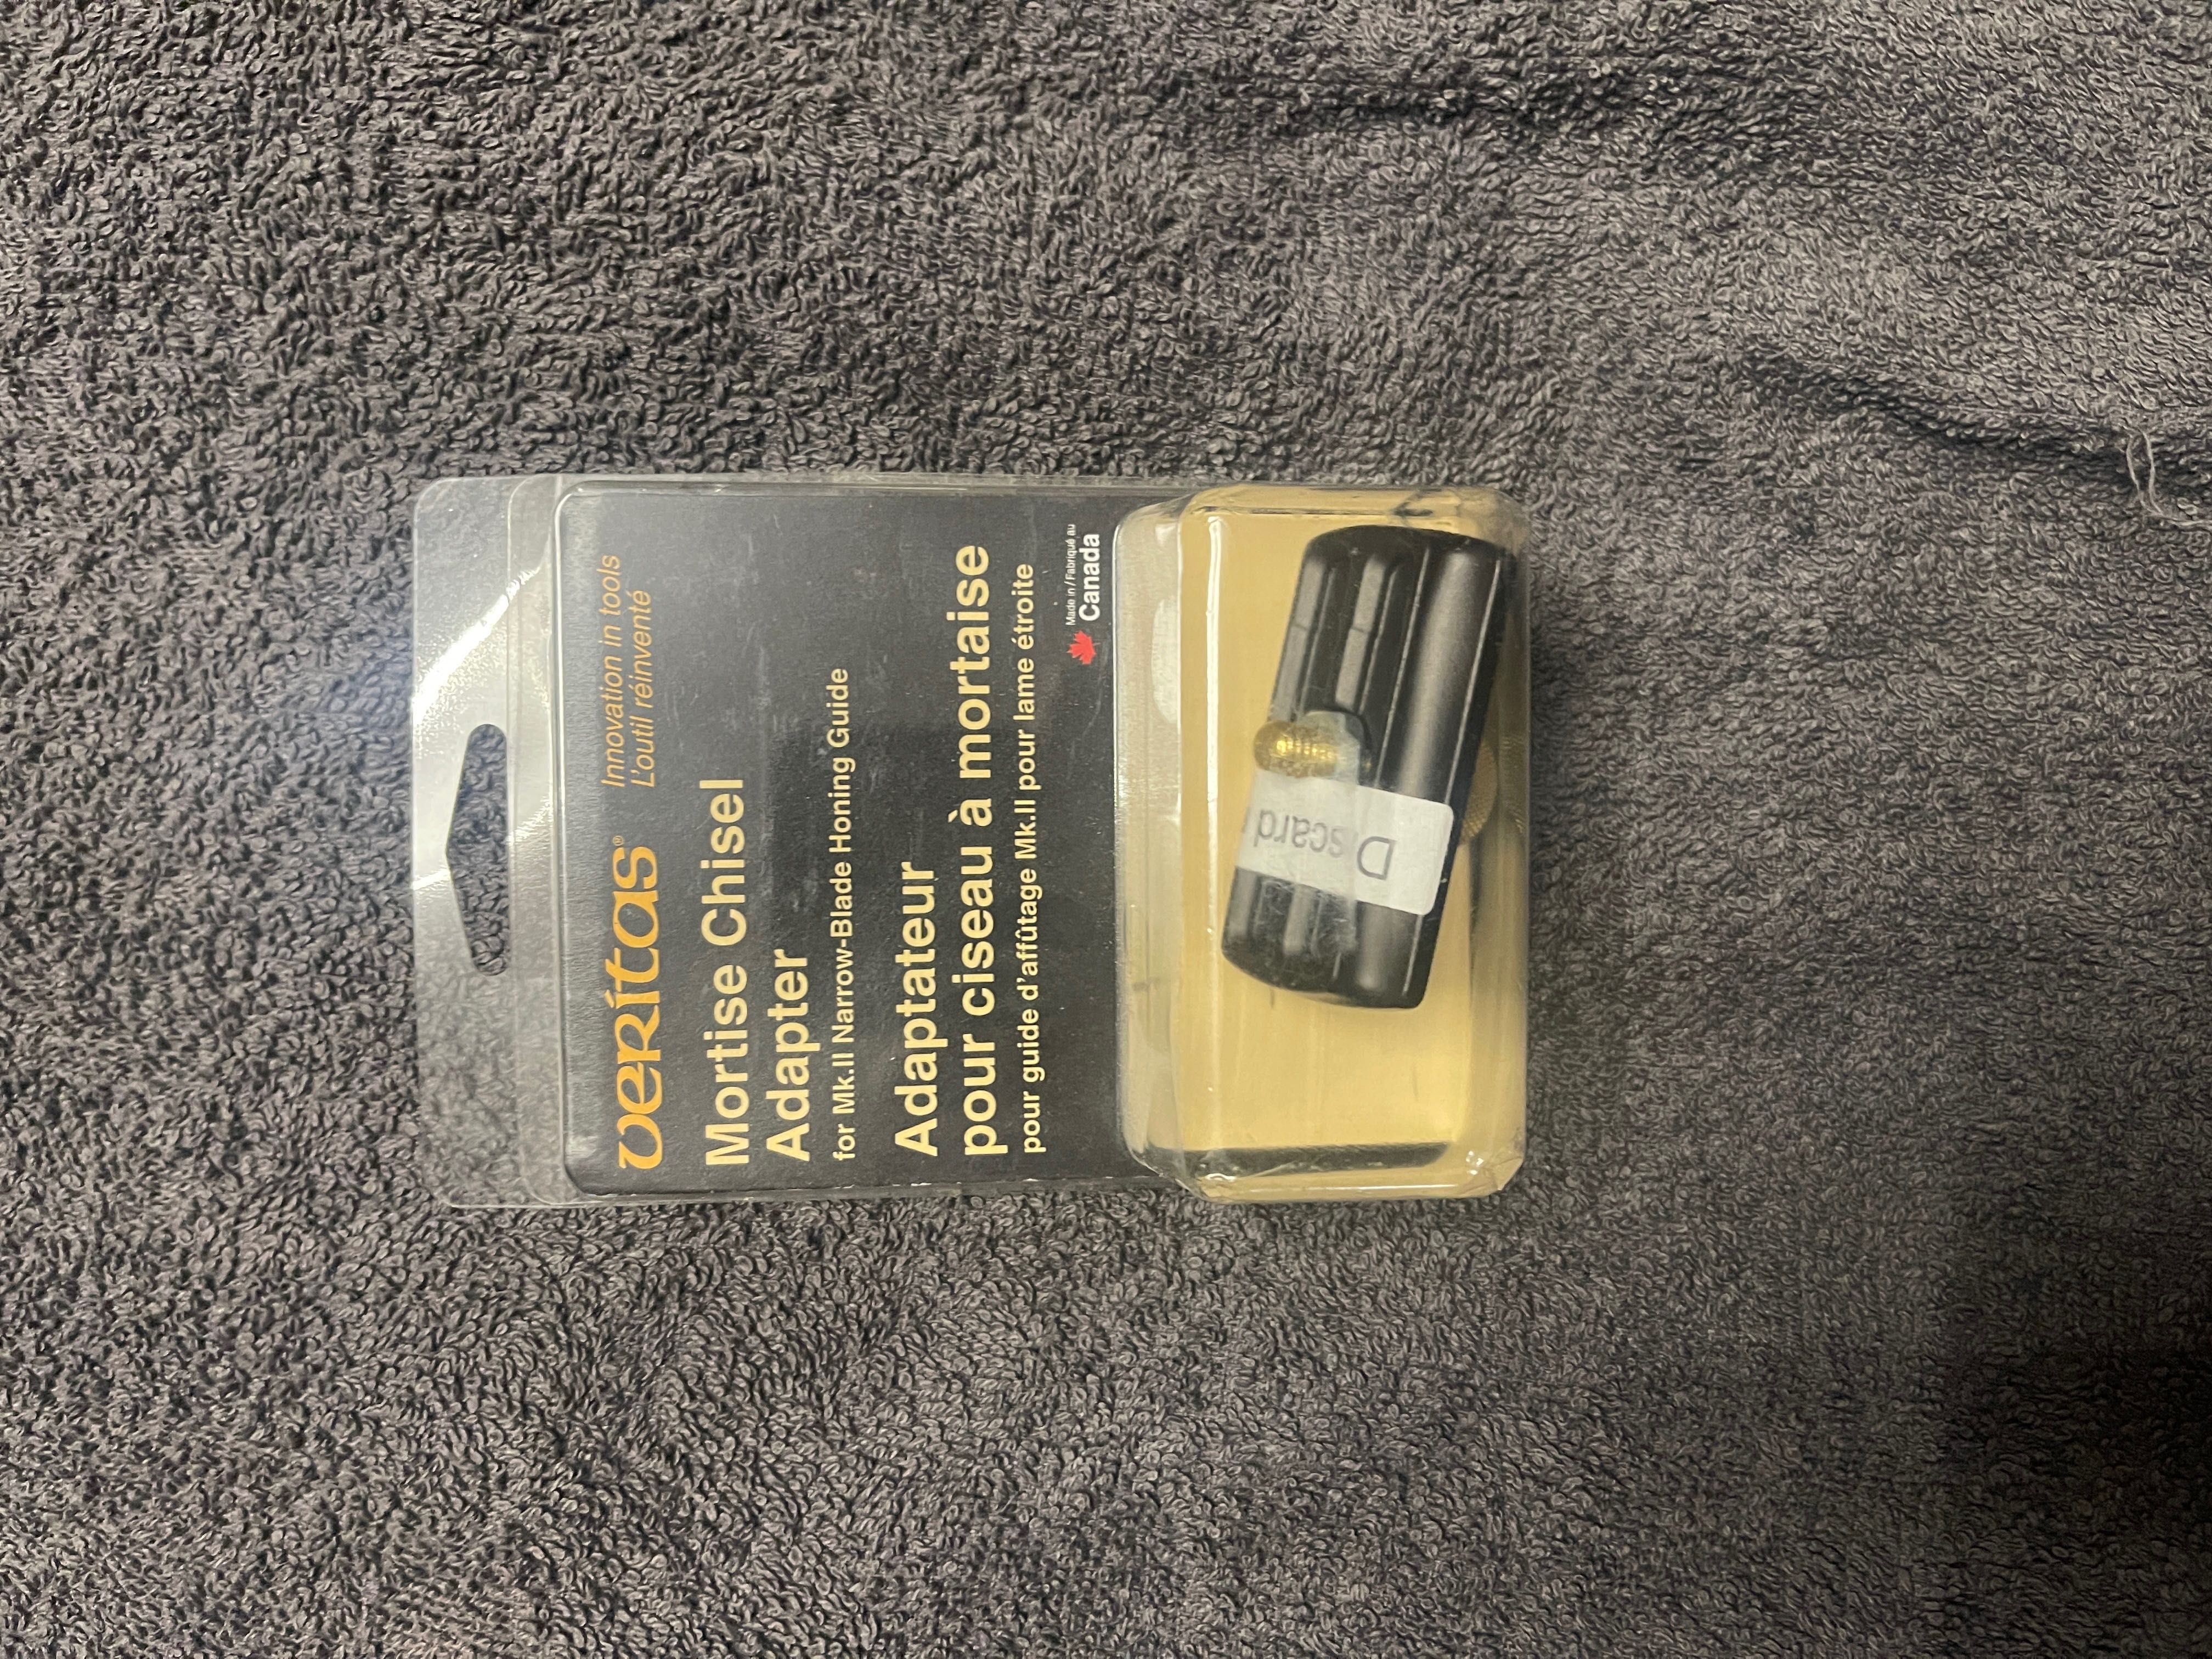 veritas® Innovation in tools
L'outil réinventé
Mortise Chisel
Adapter
for Mk.II Narrow-Blade Honing Guide
Adaptateur
pour ciseau à mortaise
pour guide d'affûtage Mk.II pour lame étroite
Made in / Fabriqué au
Canada
Discard